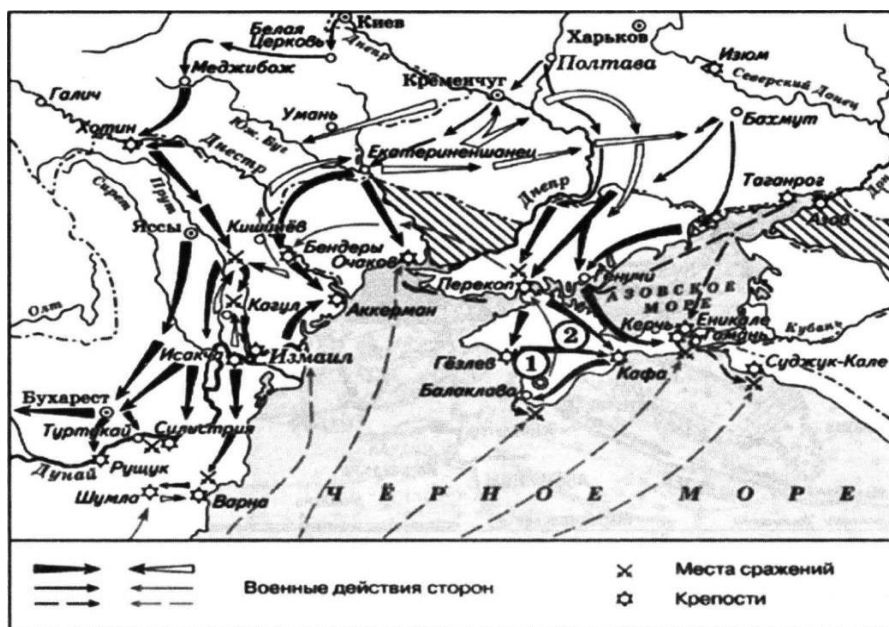 Киев
Белая
Церковь
Днепр
Харьков
Изюм
Полтава
Северский Донец
Меджибож
Кременчуг
Галич
Умань
Бахмут
Хотин
Юж. Буг
Днестр
Екатериненшанец
Таганрог
Дон
Серет
Прут
Днепр
Азов
Яссы
Кишинёв
Бендеры
Очаков
Перекоп
АЗОВСКОЕ
МОРЕ
Олт
Кагул
Аккерман
2
Керчь
Еникале
Тамань
Кубань
Исакча
Измаил
Гёзлев
1
Кафа
Суджук-Кале
Бухарест
Балаклава
Туртукай
Силистрия
Дунай
Рущук
Шумла
Варна
ЧЁРНОЕ МОРЕ
Военные действия сторон
Места сражений
Крепости